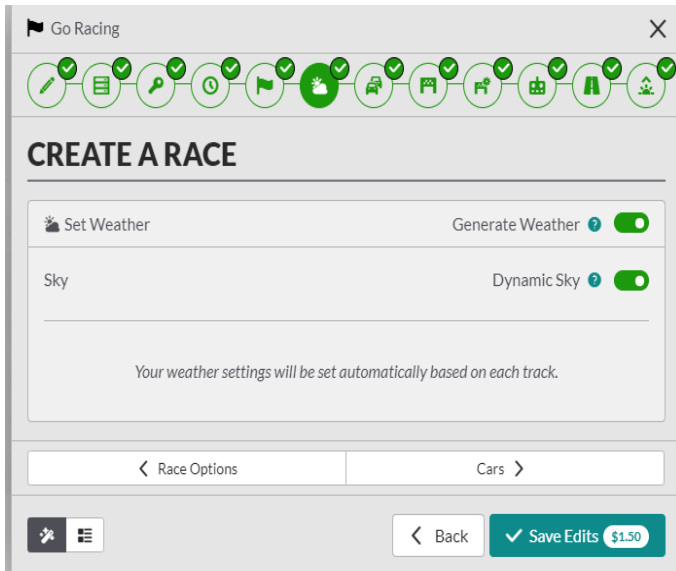 Go Racing
CREATE A RACE
Set Weather Generate Weather ?
Sky Dynamic Sky ?
Your weather settings will be set automatically based on each track.
Race Options Cars
Back Save Edits $1.50